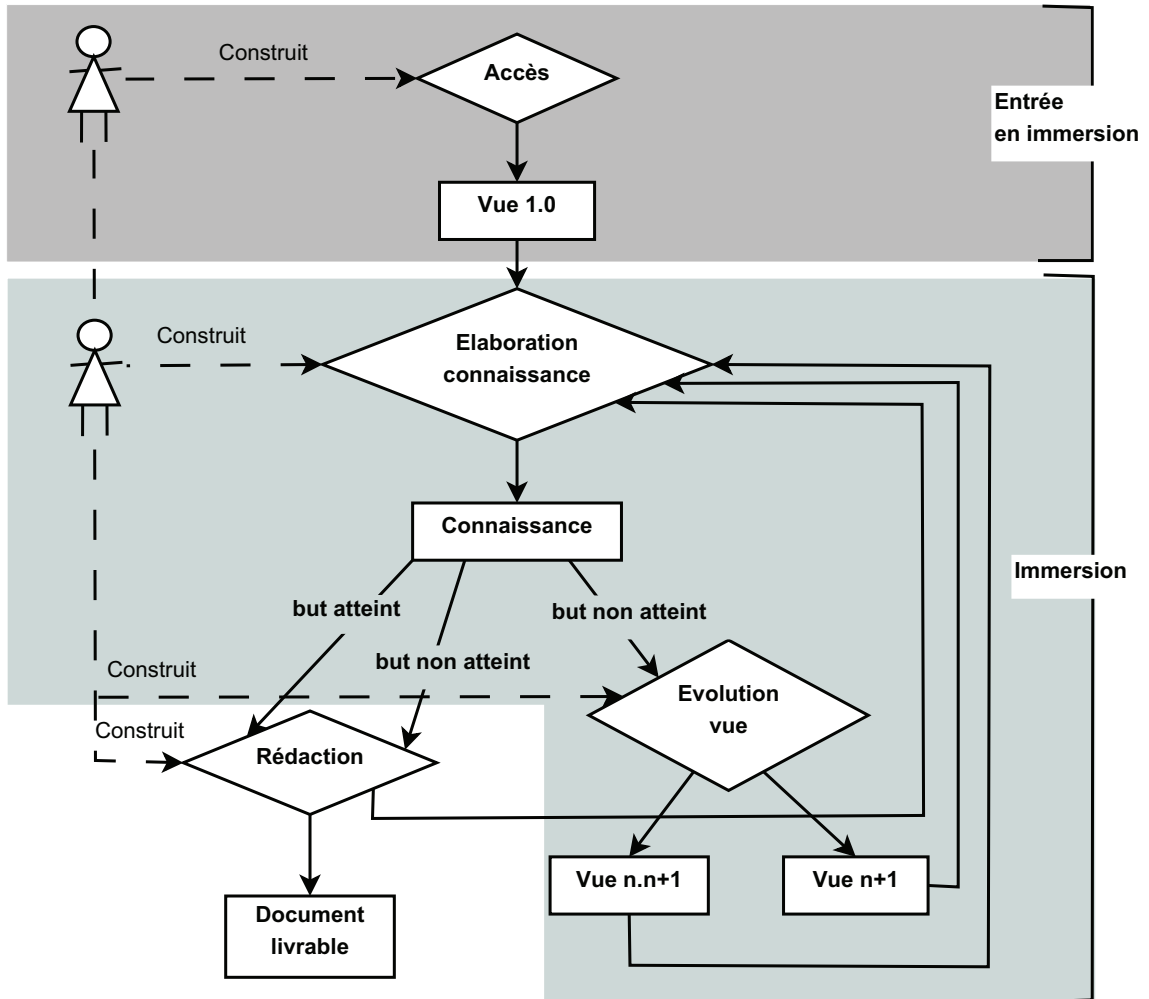 Construit
Accès
Entrée
en immersion
Vue 1.0
Construit
Elaboration
connaissance
Connaissance
Immersion
but atteint
but non atteint
but non atteint
Construit
Evolution
vue
Construit
Rédaction
Vue n.n+1
Vue n+1
Document
livrable